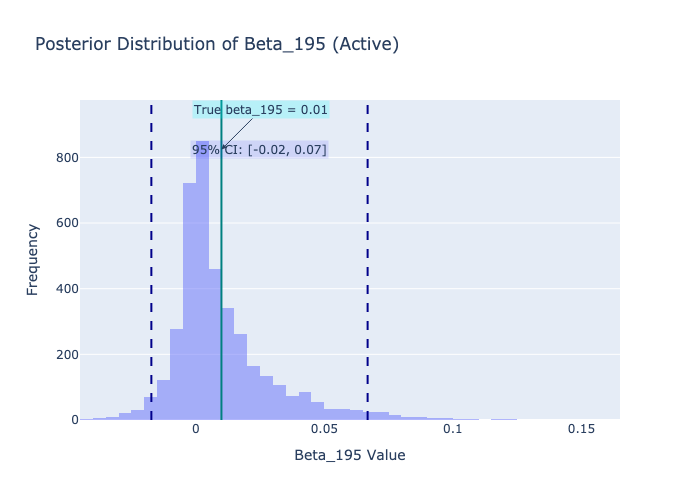 Posterior Distribution of Beta_195 (Active)
True beta_195 = 0.01
95% CI: [-0.02, 0.07]
Frequency
800
600
400
200
0
0
0.05
0.1
0.15
Beta_195 Value